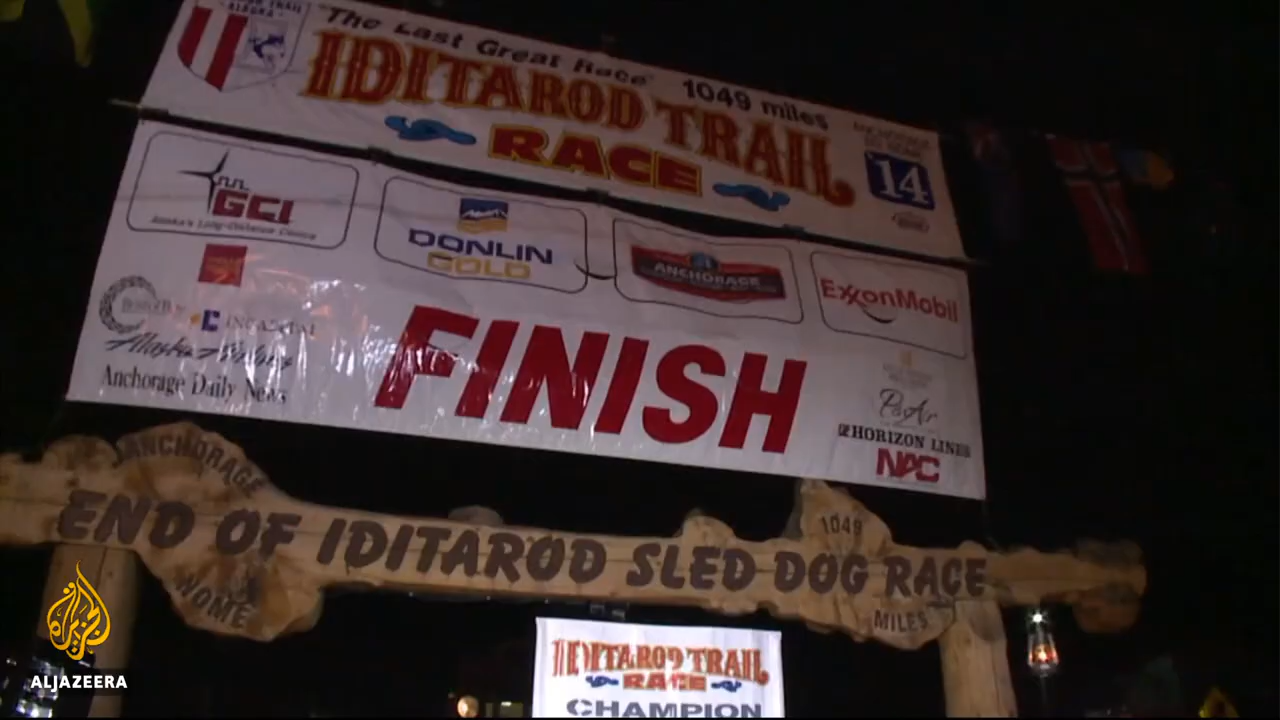 "The Last Great Race" 1049 miles
IDITAROD TRAIL
RACE
'14
GCI
DONLIN
GOLD
ANCHORAGE
ExxonMobil
FINISH
Anchorage Daily News
HORIZON LINES
NAC
ANCHORAGE
END OF IDITAROD SLED DOG RACE
NOME
1049
MILES
IDITAROD TRAIL
RACE
CHAMPION
ALJAZEERA